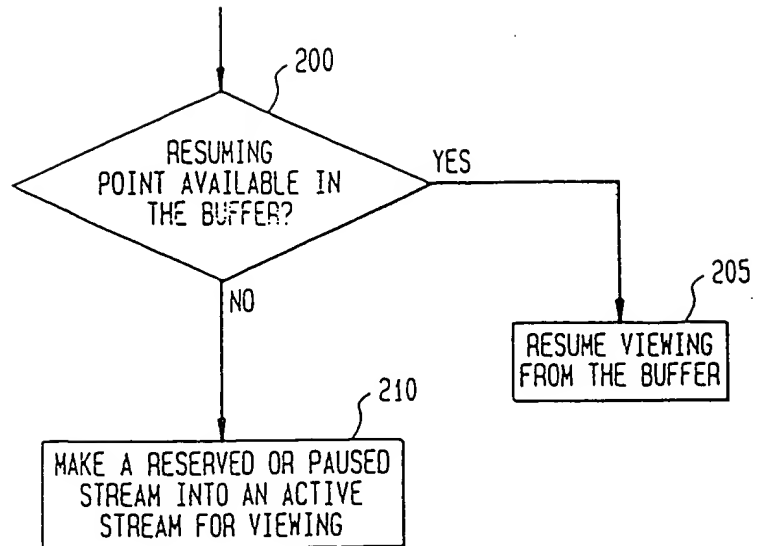 200
RESUMING
POINT AVAILABLE IN
THE BUFFER?
YES
NO
205
RESUME VIEWING
FROM THE BUFFER
210
MAKE A RESERVED OR PAUSED
STREAM INTO AN ACTIVE
STREAM FOR VIEWING